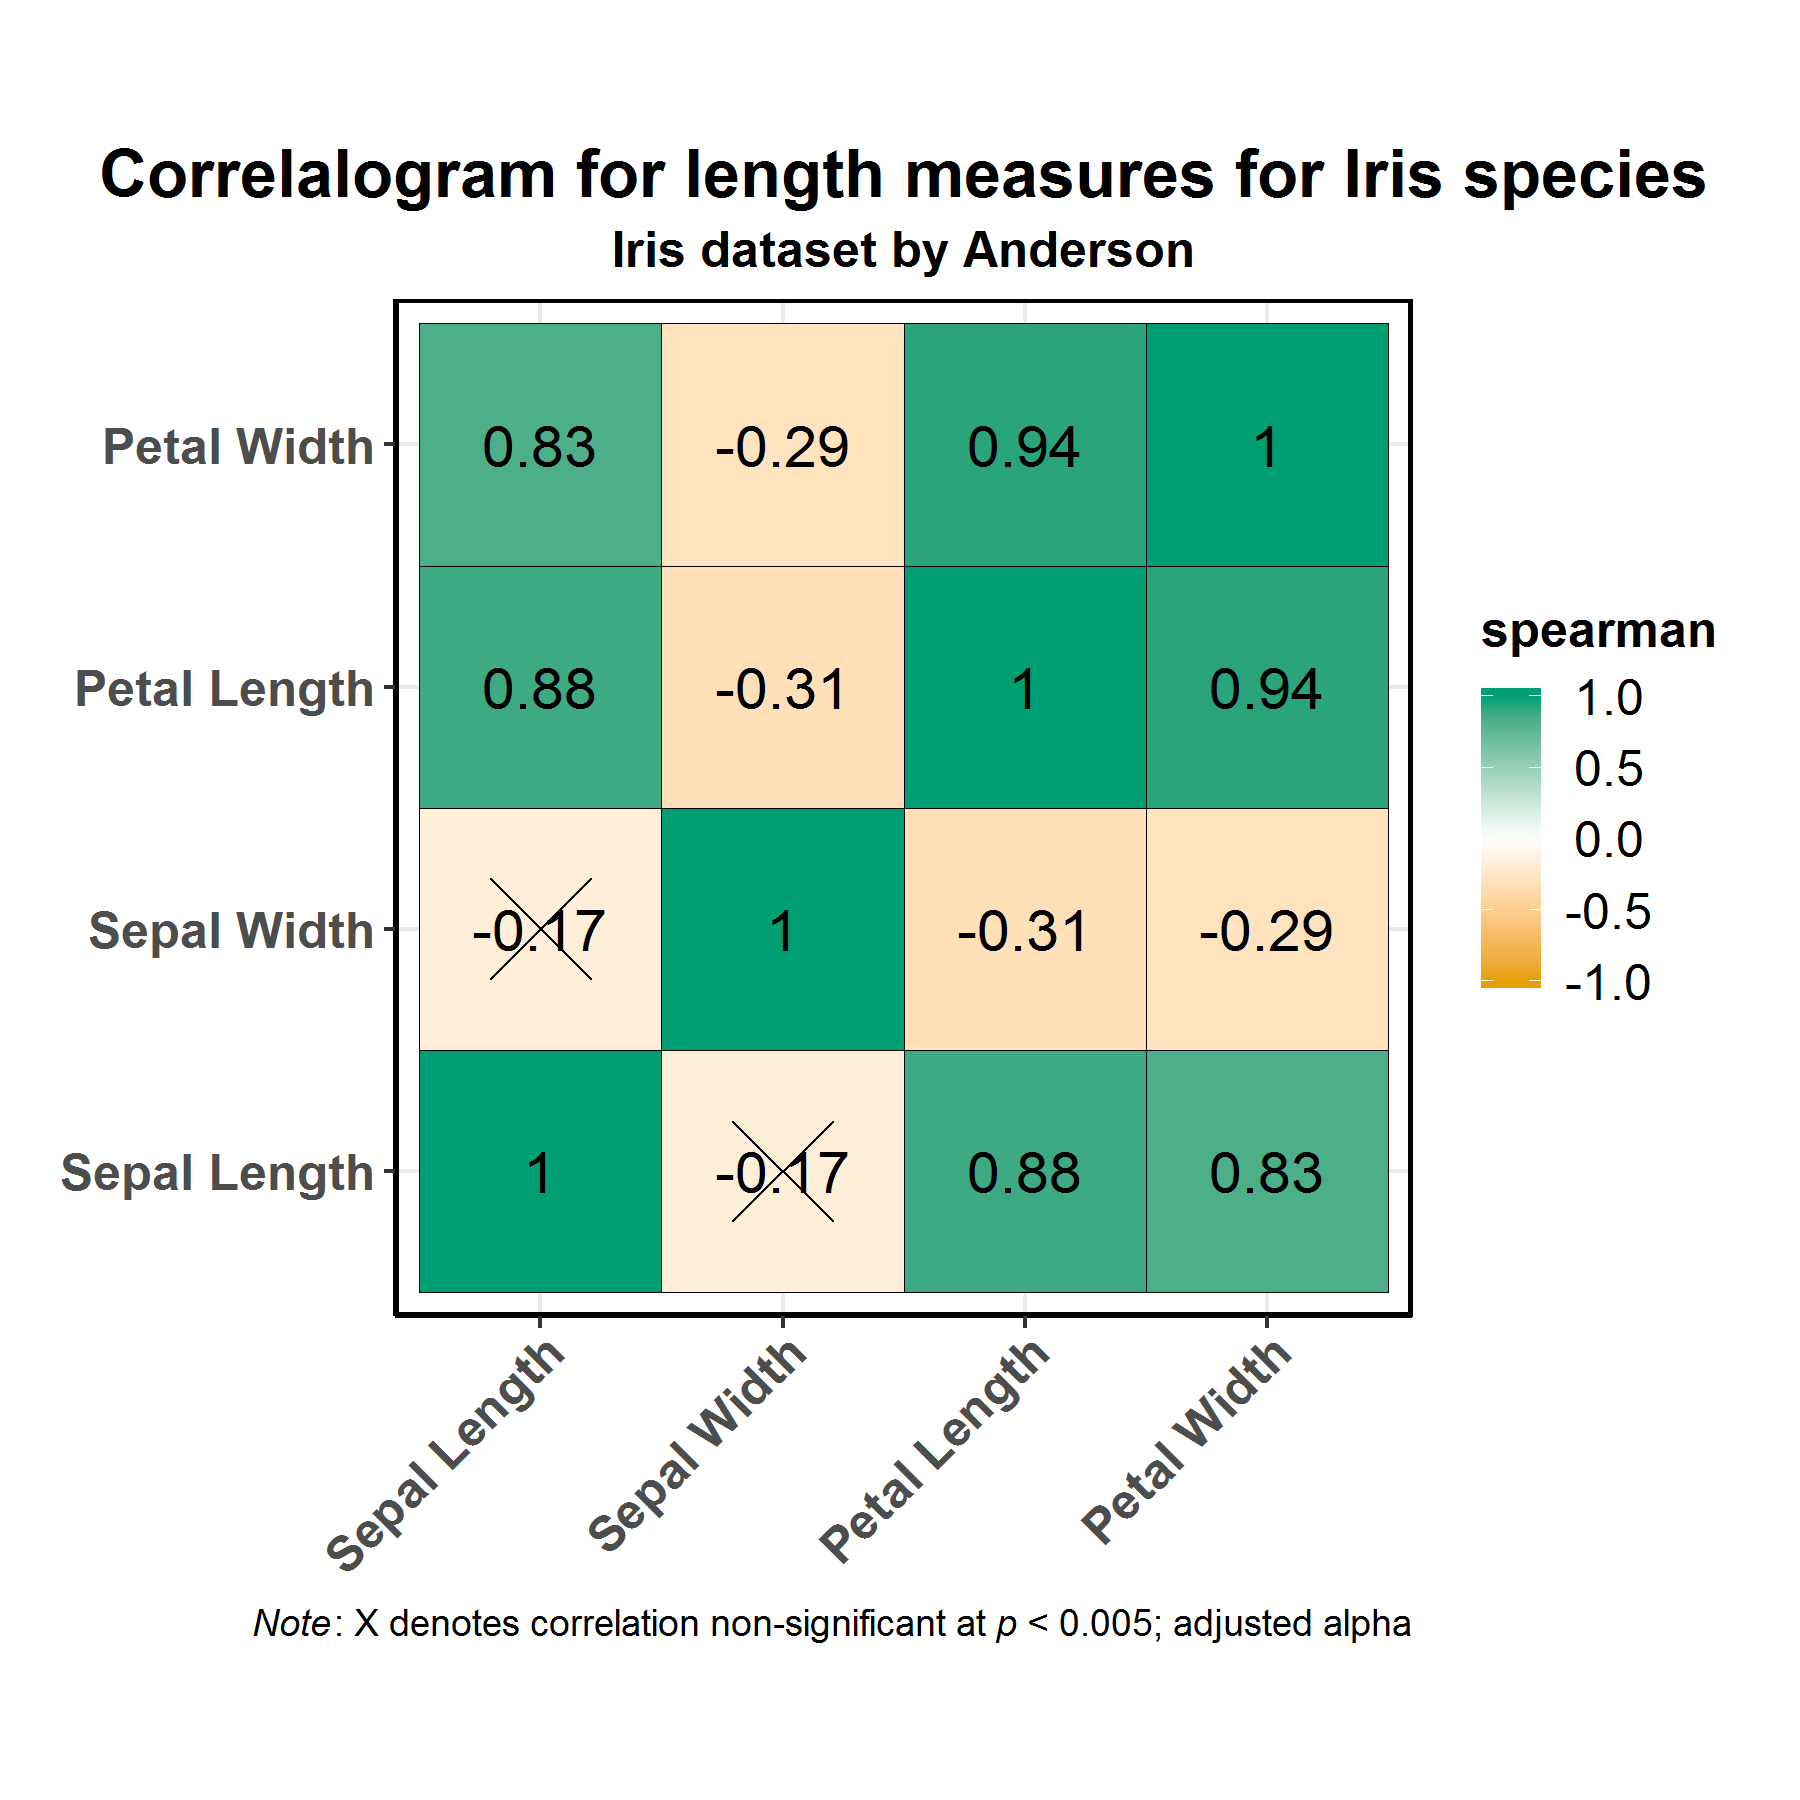 Correlalogram for length measures for Iris species
Iris dataset by Anderson
Petal Width 0.83 -0.29 0.94 1
Petal Length 0.88 -0.31 1 0.94
Sepal Width -0.17 1 -0.31 -0.29
Sepal Length 1 -0.17 0.88 0.83
Sepal Length Sepal Width Petal Length Petal Width
spearman
1.0
0.5
0.0
-0.5
-1.0
Note: X denotes correlation non-significant at p < 0.005; adjusted alpha